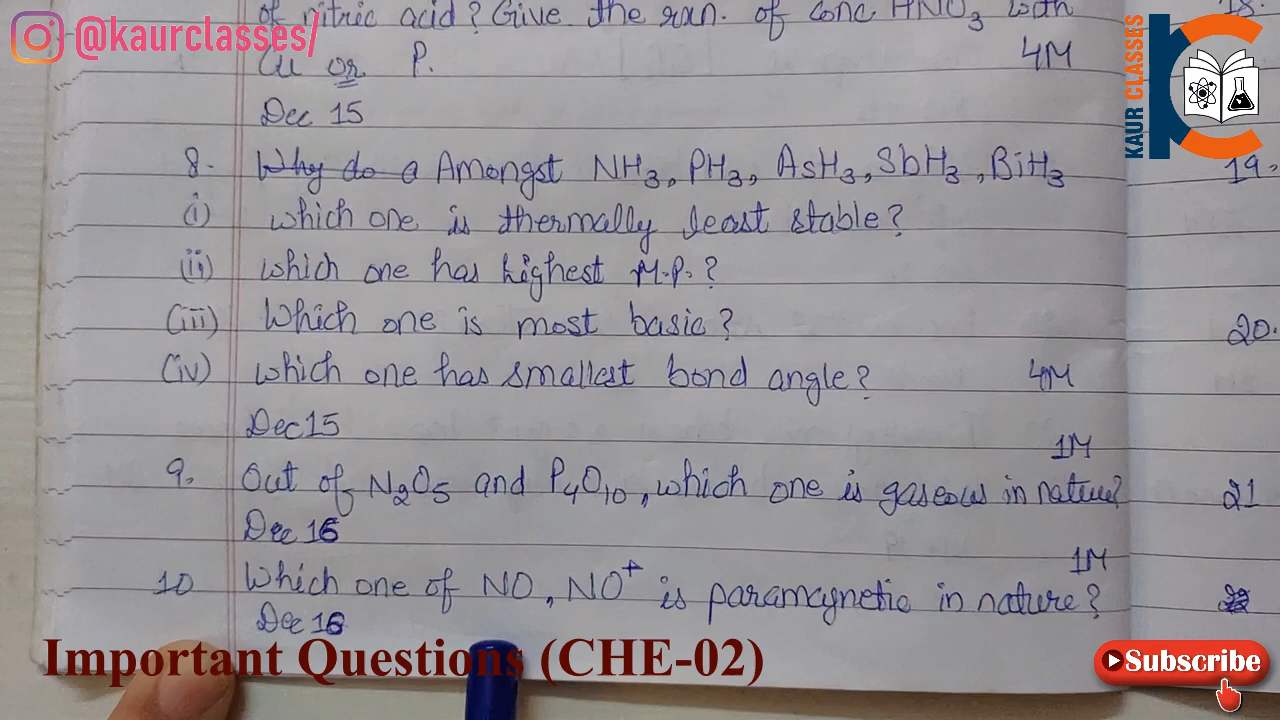 of nitric acid? Give the rxn. of conc. HNO3 with 18.
@kaurclasses/
Cu or P. 4M
KAUR CLASSES
Dec 15
8. Why do a Amongst NH3, PH3, AsH3, SbH3, BiH3 19.
(i) which one is thermally least stable?
(ii) which one has highest M.P.?
(iii) Which one is most basic? 20.
(iv) which one has smallest bond angle? 4M
Dec 15
1M
9. Out of N2O5 and P4O10, which one is gaseous in nature? 21
Dec 16
1M
10 Which one of NO, NO+ is paramagnetic in nature? 22
Dec 16
Important Questions (CHE-02)
Subscribe